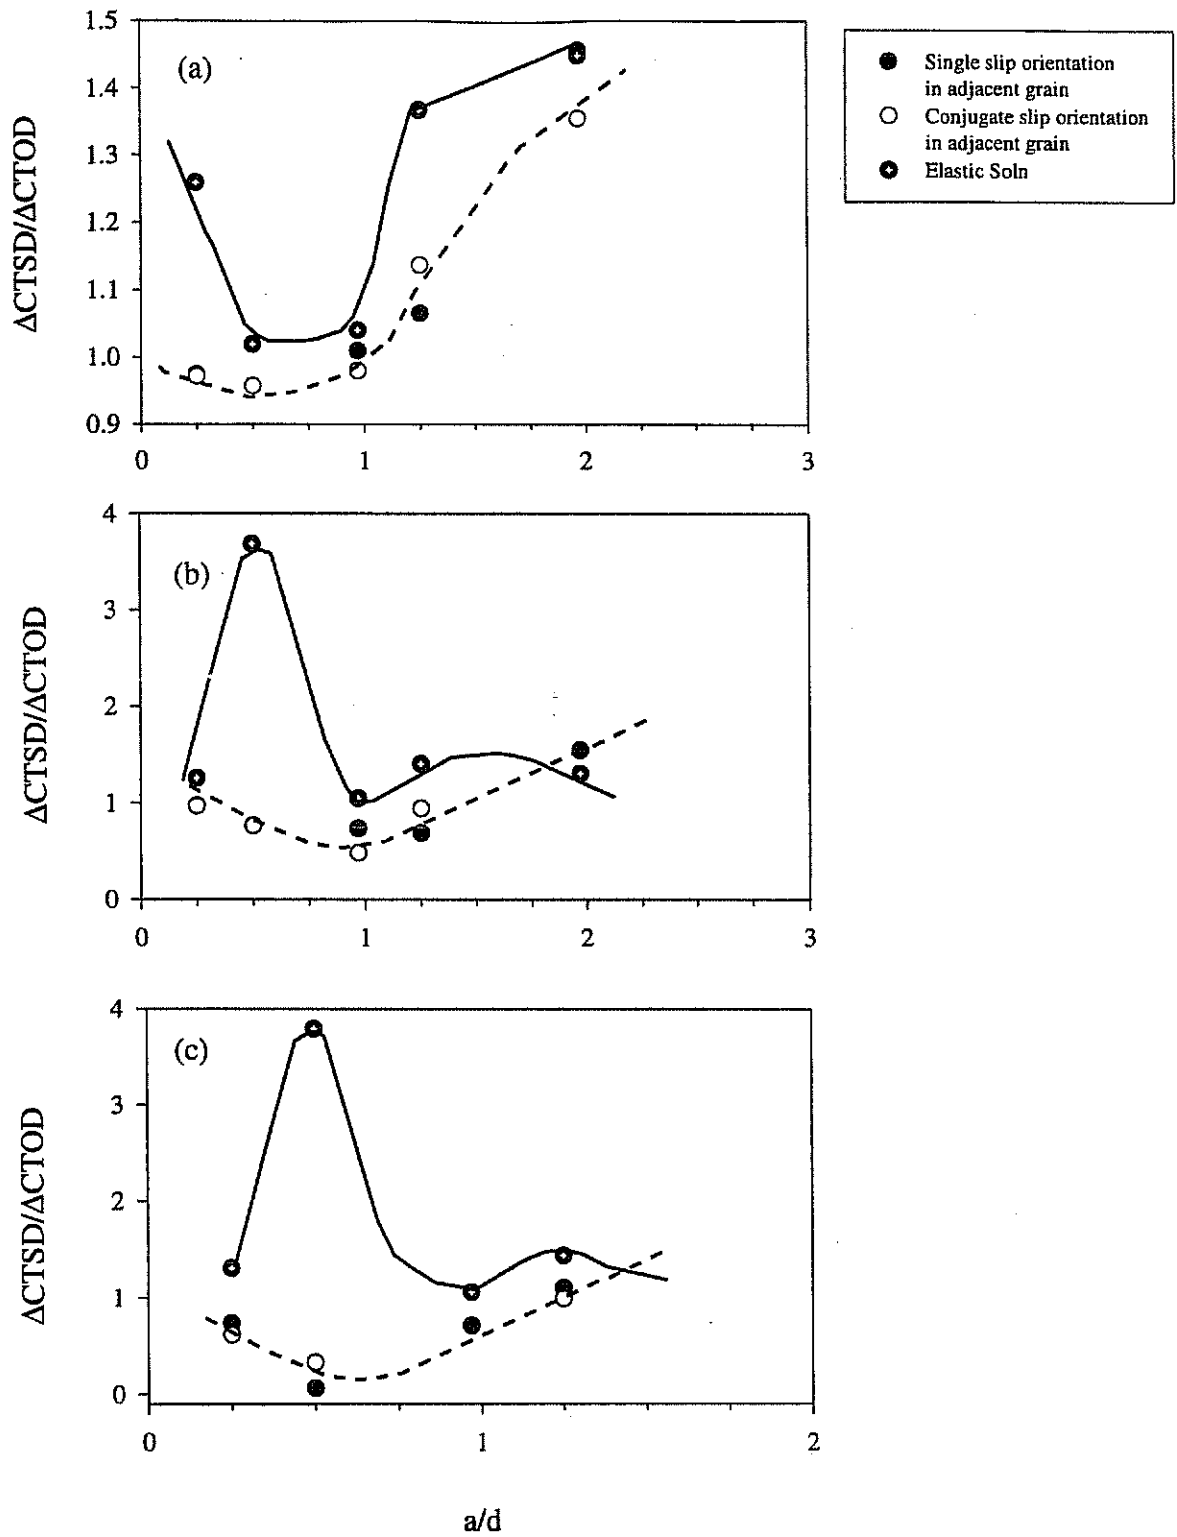 1.5
(a)
1.4
1.3
1.2
1.1
1.0
0.9
ΔCTSD/ΔCTOD
0 1 2 3
Single slip orientation
in adjacent grain
Conjugate slip orientation
in adjacent grain
Elastic Soln
4
(b)
3
2
1
0
ΔCTSD/ΔCTOD
0 1 2 3
4
(c)
3
2
1
0
ΔCTSD/ΔCTOD
0 1 2
a/d